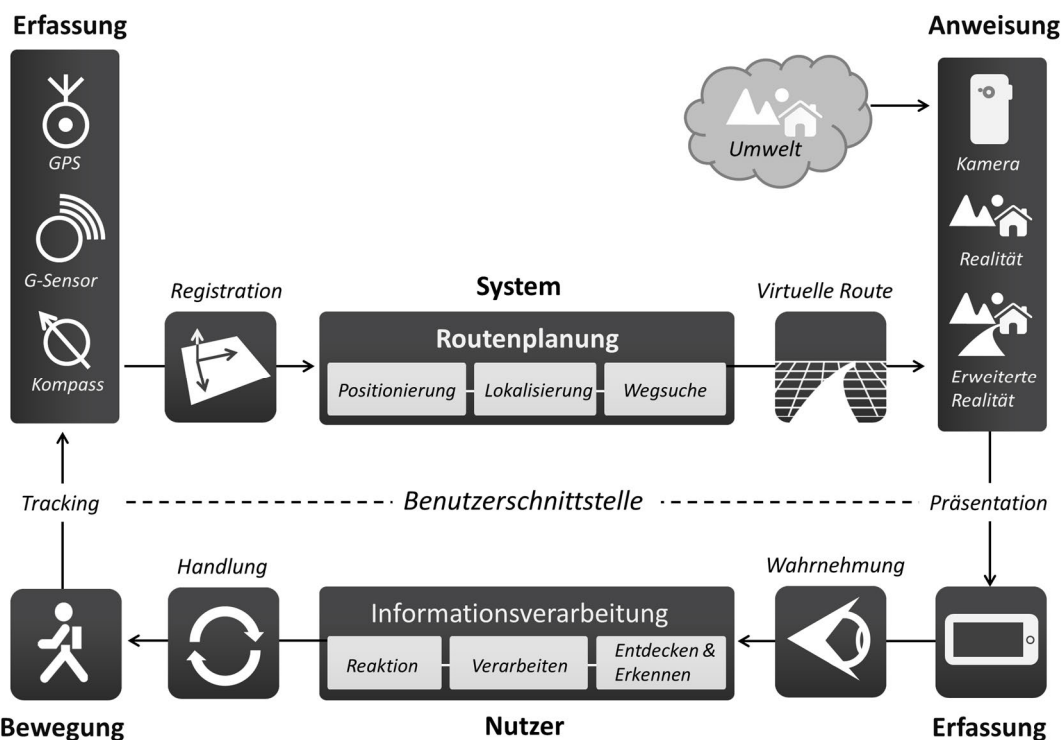 Erfassung
Anweisung
GPS
G-Sensor
Kompass
Umwelt
Kamera
Realität
Erweiterte
Realität
Registration
System
Virtuelle Route
Routenplanung
Positionierung
Lokalisierung
Wegsuche
Tracking
Benutzerschnittstelle
Präsentation
Handlung
Wahrnehmung
Informationsverarbeitung
Reaktion
Verarbeiten
Entdecken &
Erkennen
Bewegung
Nutzer
Erfassung